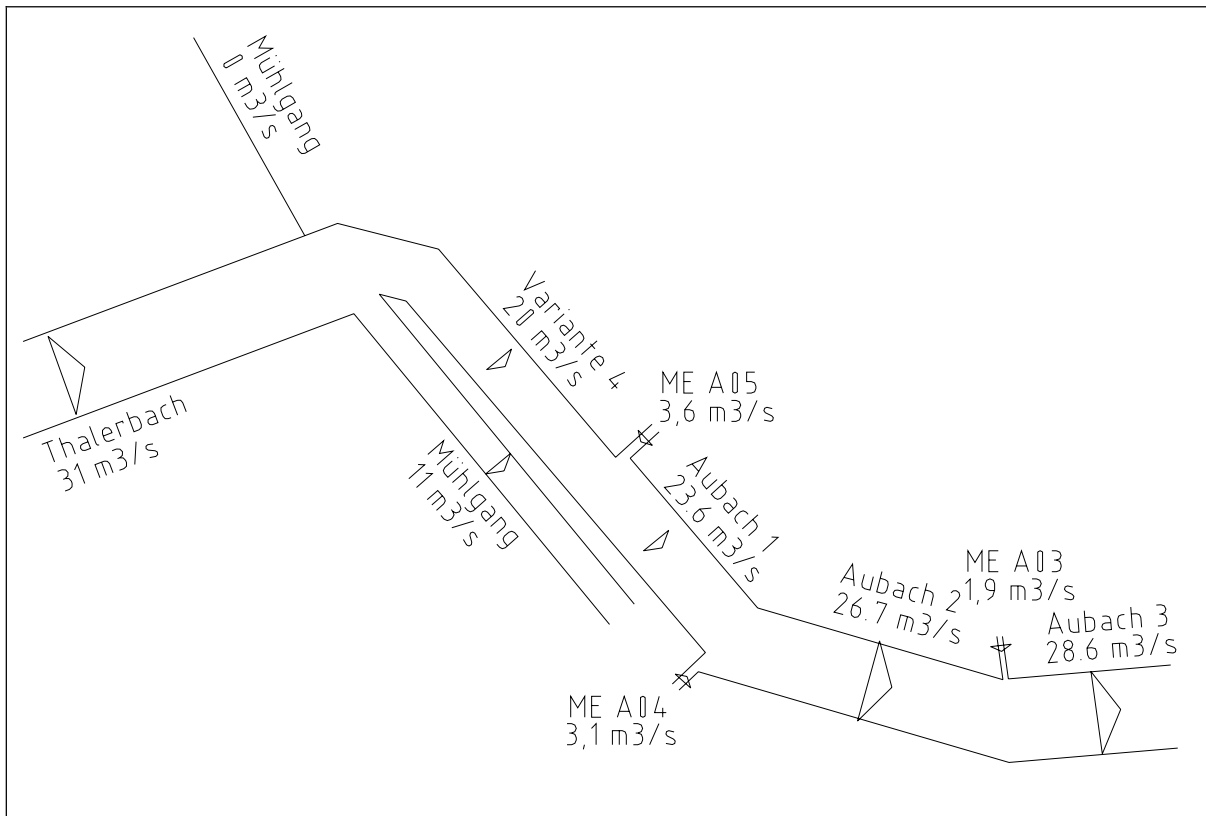 Mühlgang
0 m3/s
Thalerbach
31 m3/s
Variante 4
20 m3/s
Mühlgang
11 m3/s
ME A05
3,6 m3/s
Aubach 1
23.6 m3/s
ME A04
3,1 m3/s
Aubach 2
26.7 m3/s
ME A03
1,9 m3/s
Aubach 3
28.6 m3/s